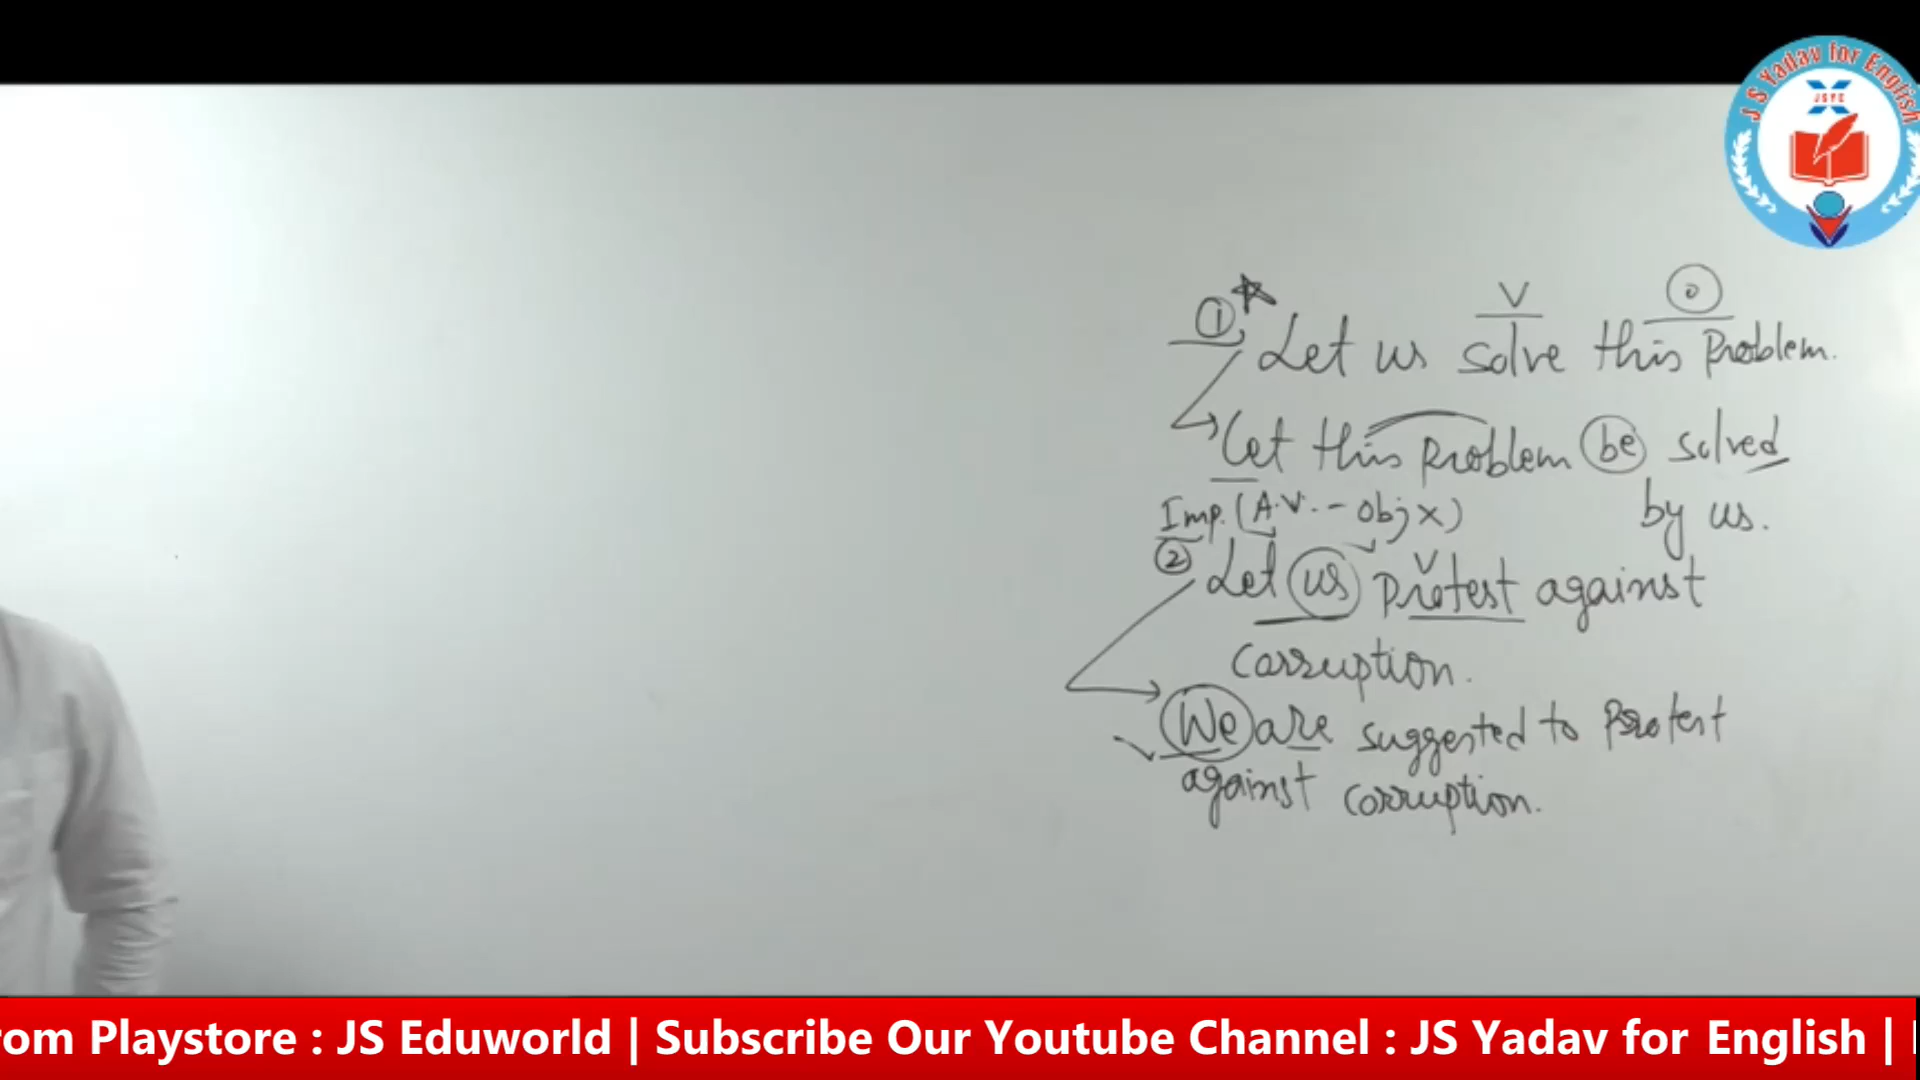 J S Yadav for English
JSYE
V O
① Let us solve this Problem.
Let this Problem be solved
by us.
Imp. (A.V. - Obj x)
V
② Let us Protest against
Corruption.
We are suggested to Protest
against corruption.
rom Playstore : JS Eduworld | Subscribe Our Youtube Channel : JS Yadav for English |